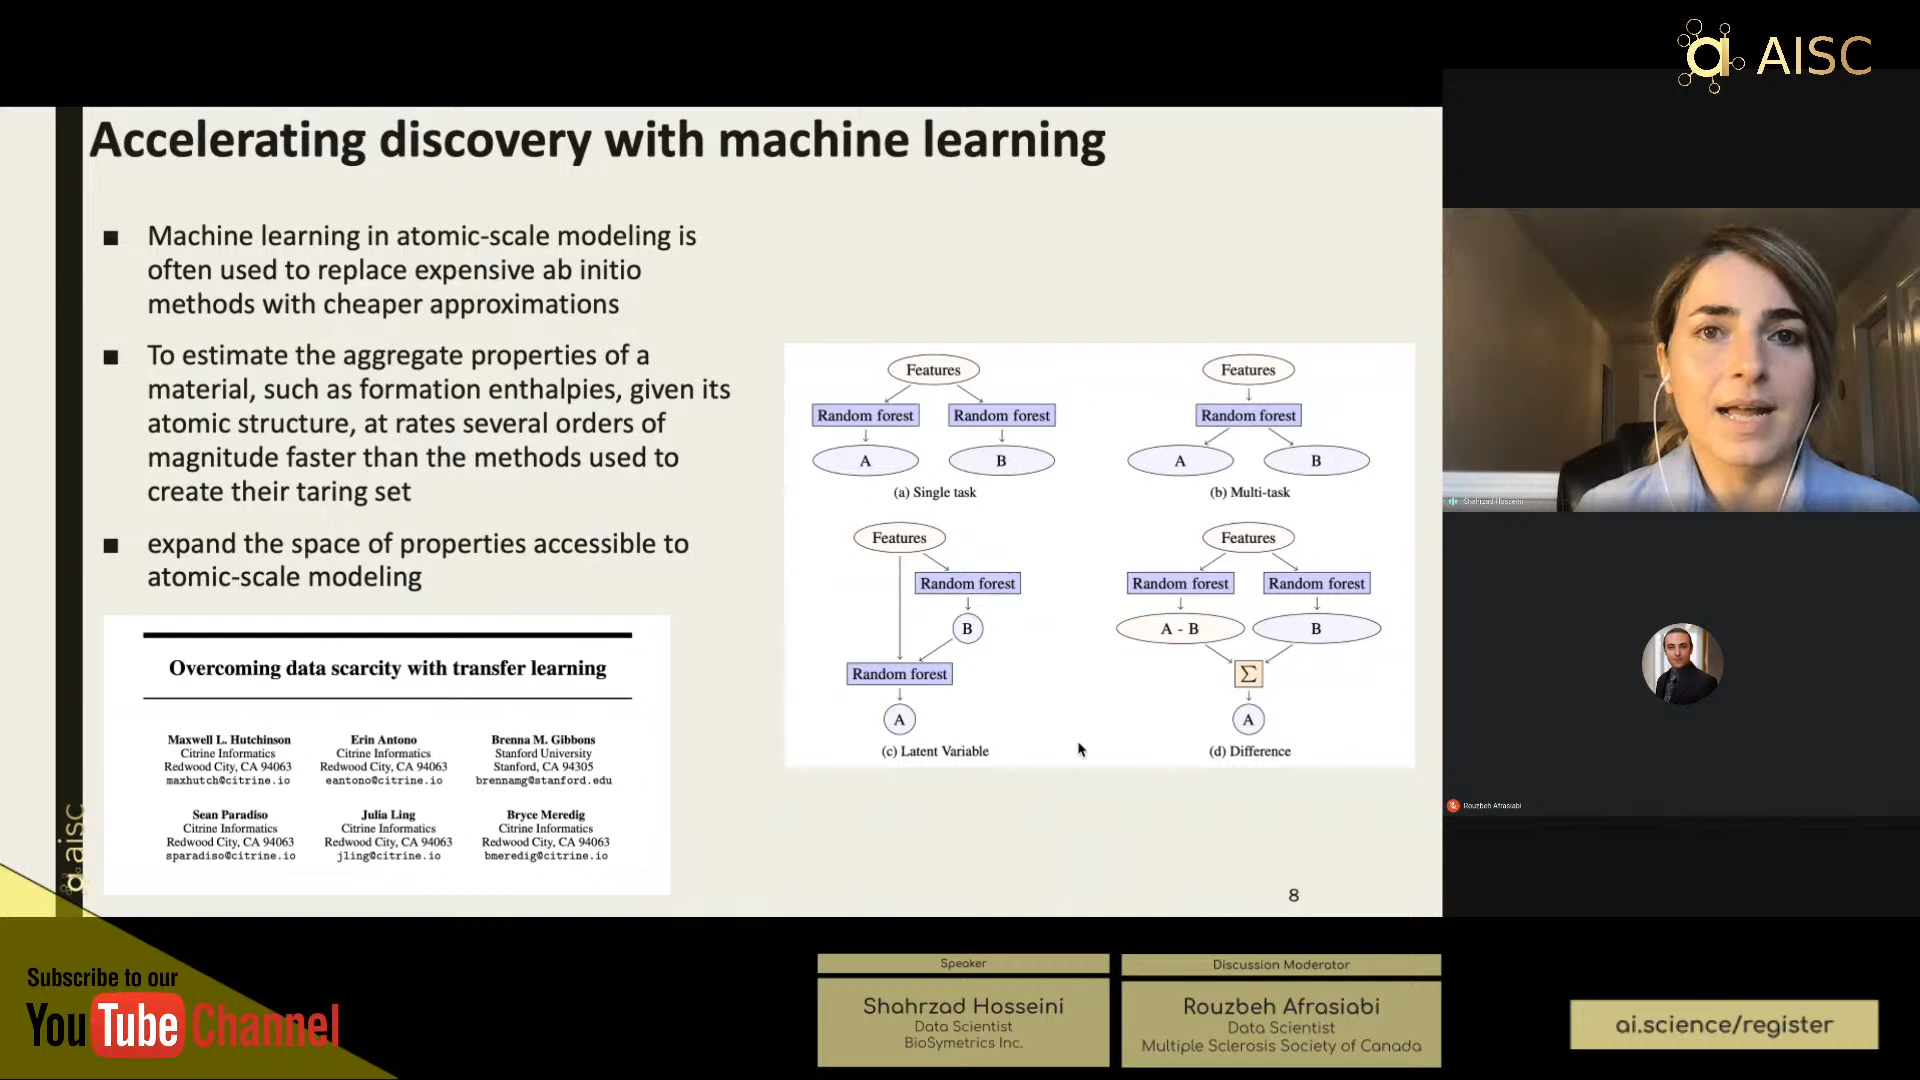 AISC
Accelerating discovery with machine learning
Machine learning in atomic-scale modeling is
often used to replace expensive ab initio
methods with cheaper approximations
To estimate the aggregate properties of a
material, such as formation enthalpies, given its
atomic structure, at rates several orders of
magnitude faster than the methods used to
create their taring set
expand the space of properties accessible to
atomic-scale modeling
Overcoming data scarcity with transfer learning
Maxwell L. Hutchinson
Citrine Informatics
Redwood City, CA 94063
maxhutch@citrine.io
Erin Antono
Citrine Informatics
Redwood City, CA 94063
eantono@citrine.io
Brenna M. Gibbons
Stanford University
Stanford, CA 94305
brennamg@stanford.edu
Sean Paradiso
Citrine Informatics
Redwood City, CA 94063
sparadiso@citrine.io
Julia Ling
Citrine Informatics
Redwood City, CA 94063
jling@citrine.io
Bryce Meredig
Citrine Informatics
Redwood City, CA 94063
bmeredig@citrine.io
Features
Random forest Random forest
A B
(a) Single task
Features
Random forest
A B
(b) Multi-task
Features
Random forest
B
Random forest
A
(c) Latent Variable
Features
Random forest Random forest
A - B B
Σ
A
(d) Difference
8
aisc
Shahrzad Hosseini
Rouzbeh Afrasiabi
Subscribe to our
YouTube Channel
Speaker
Shahrzad Hosseini
Data Scientist
BioSymetrics Inc.
Discussion Moderator
Rouzbeh Afrasiabi
Data Scientist
Multiple Sclerosis Society of Canada
ai.science/register